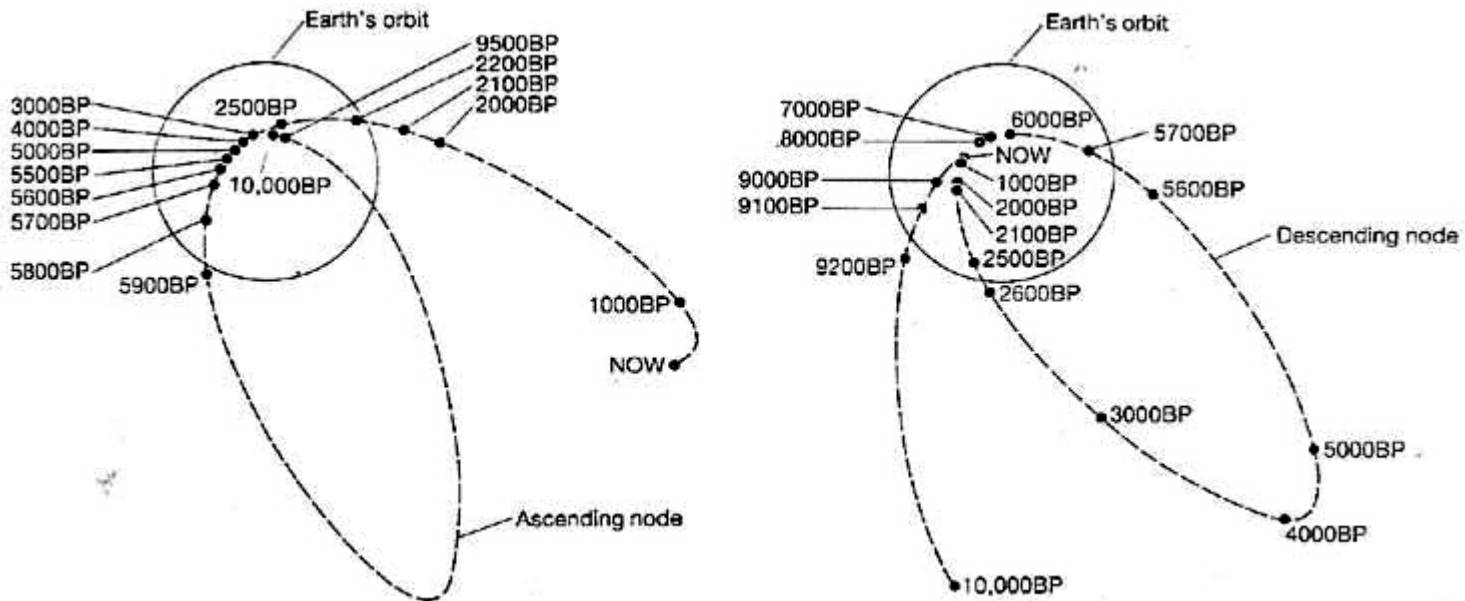 Earth's orbit
9500BP
2200BP
2100BP
2000BP
2500BP
3000BP
4000BP
5000BP
5500BP
5600BP
5700BP
10,000BP
5800BP
5900BP
1000BP
NOW
Ascending node
Earth's orbit
7000BP
6000BP
5700BP
8000BP
NOW
9000BP
1000BP
5600BP
9100BP
2000BP
2100BP
Descending node
9200BP
2500BP
2600BP
3000BP
5000BP
4000BP
10,000BP